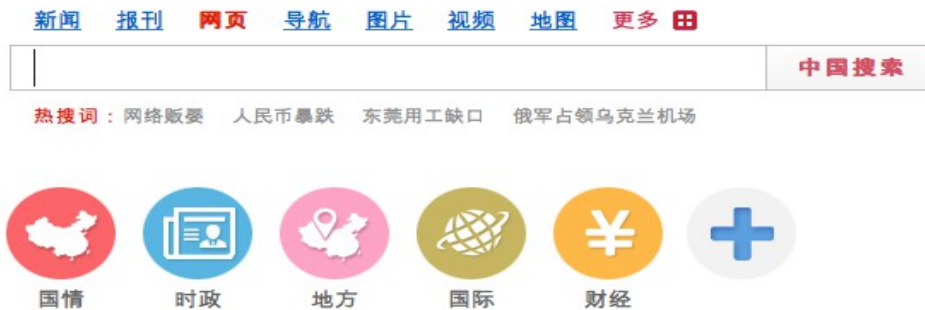 新闻 报刊 网页 导航 图片 视频 地图 更多
中国搜索
热搜词：网络贩婴 人民币暴跌 东莞用工缺口 俄军占领乌克兰机场
¥
国情 时政 地方 国际 财经